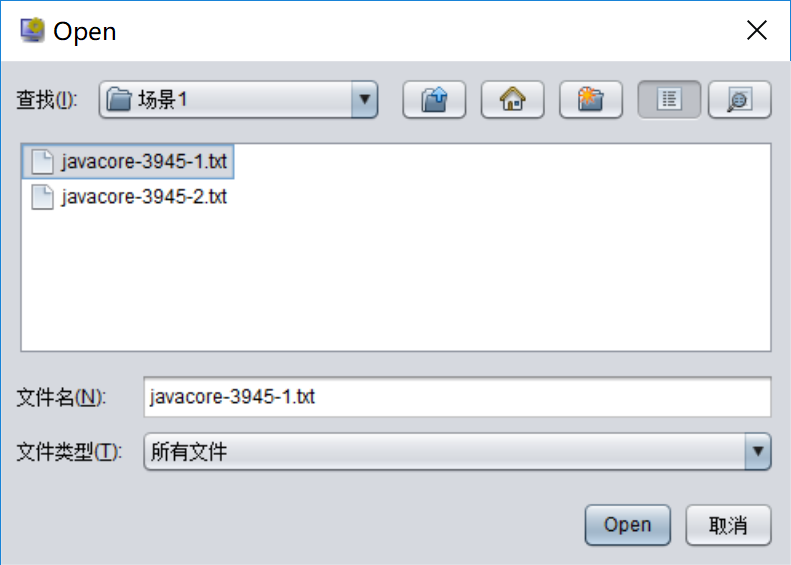 Open
查找(I): 场景1
javacore-3945-1.txt
javacore-3945-2.txt
文件名(N): javacore-3945-1.txt
文件类型(T): 所有文件
Open 取消